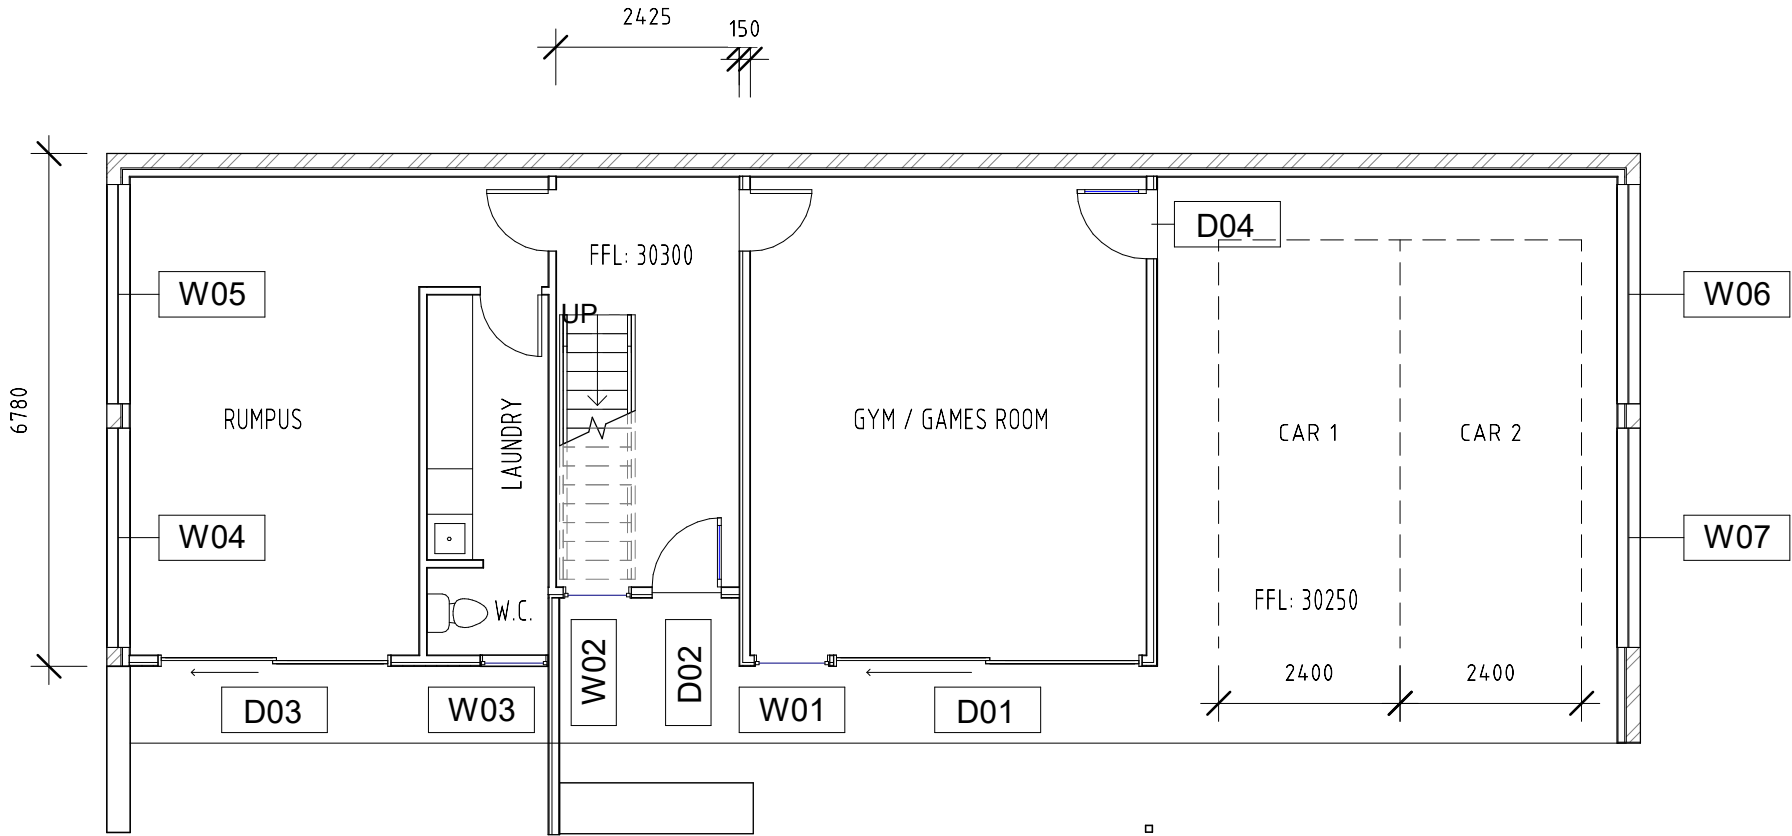 2425
150
D04
FFL: 30300
W05
W06
UP
6780
RUMPUS
LAUNDRY
GYM / GAMES ROOM
CAR 1
CAR 2
W04
W07
W.C.
FFL: 30250
W02
D02
2400
2400
D03
W03
W01
D01